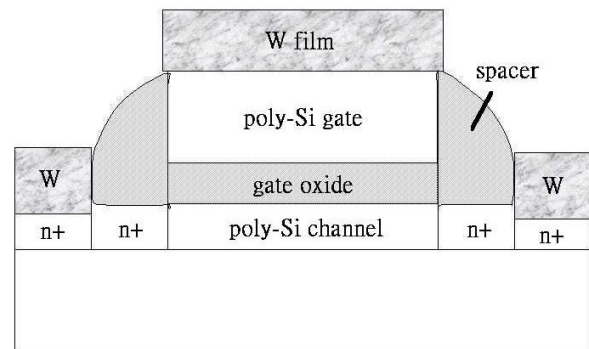 W film
spacer
poly-Si gate
W
gate oxide
W
n+
n+
poly-Si channel
n+
n+